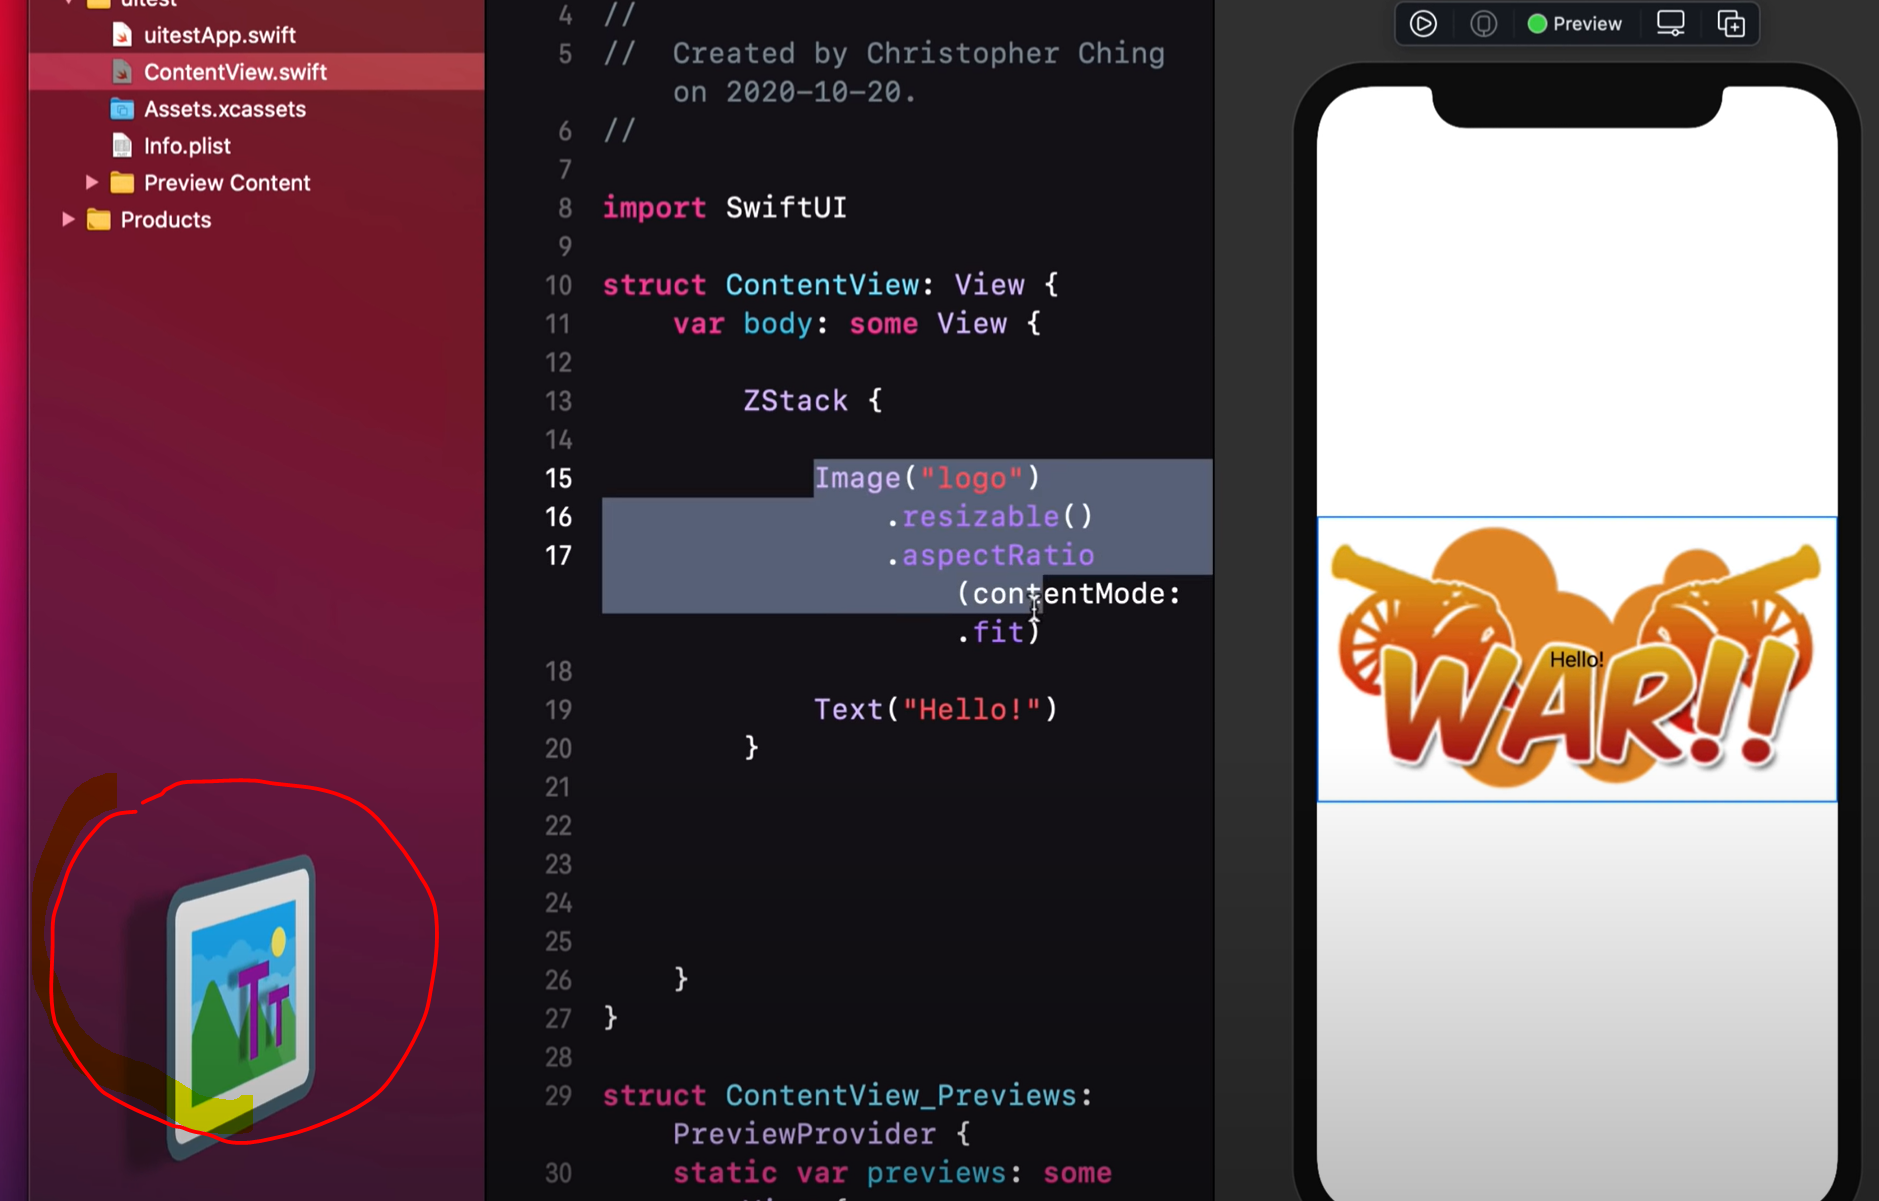 uitest
uitestApp.swift
ContentView.swift
Assets.xcassets
Info.plist
Preview Content
Products
4 //
5 // Created by Christopher Ching
on 2020-10-20.
6 //
7
8 import SwiftUI
9
10 struct ContentView: View {
11 var body: some View {
12
13 ZStack {
14
15 Image("logo")
16 .resizable()
17 .aspectRatio
(contentMode:
.fit)
18
19 Text("Hello!")
20 }
21
22
23
24
25
26 }
27 }
28
29 struct ContentView_Previews:
PreviewProvider {
30 static var previews: some
Preview
Hello!
WAR!!
TT